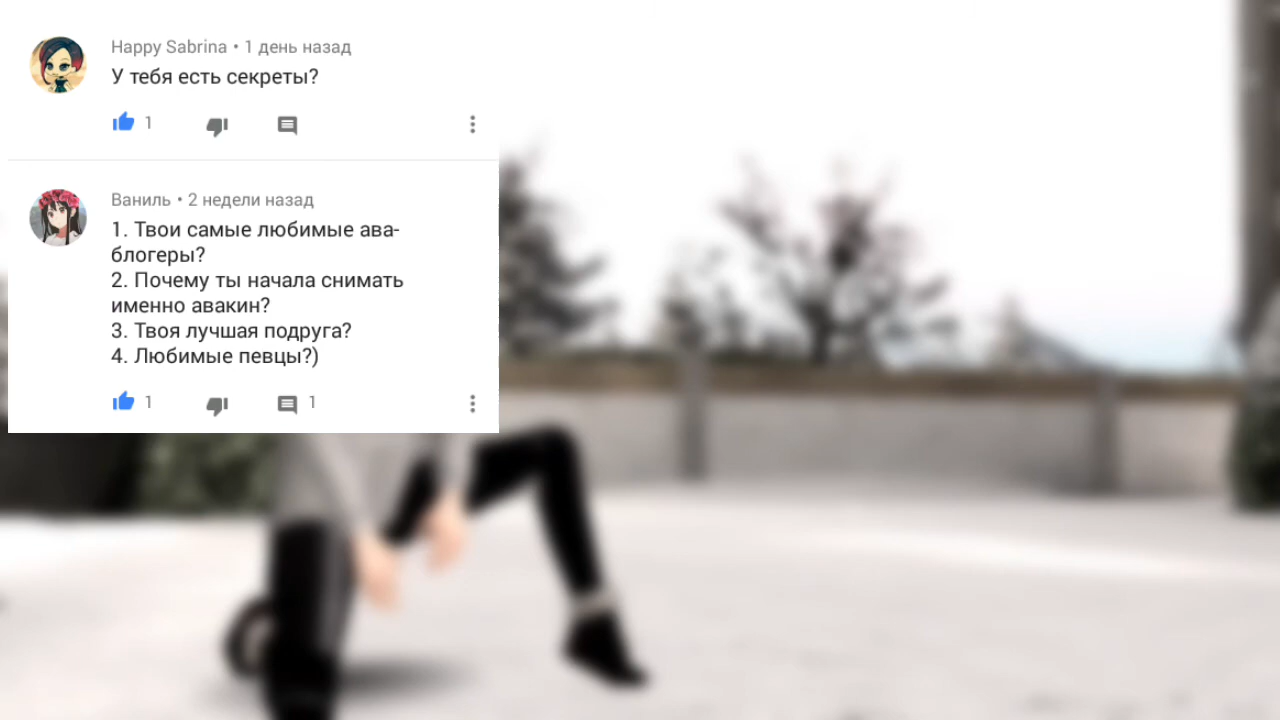 Happy Sabrina • 1 день назад
У тебя есть секреты?
1
Ваниль • 2 недели назад
1. Твои самые любимые ава-
блогеры?
2. Почему ты начала снимать
именно авакин?
3. Твоя лучшая подруга?
4. Любимые певцы?)
1 1